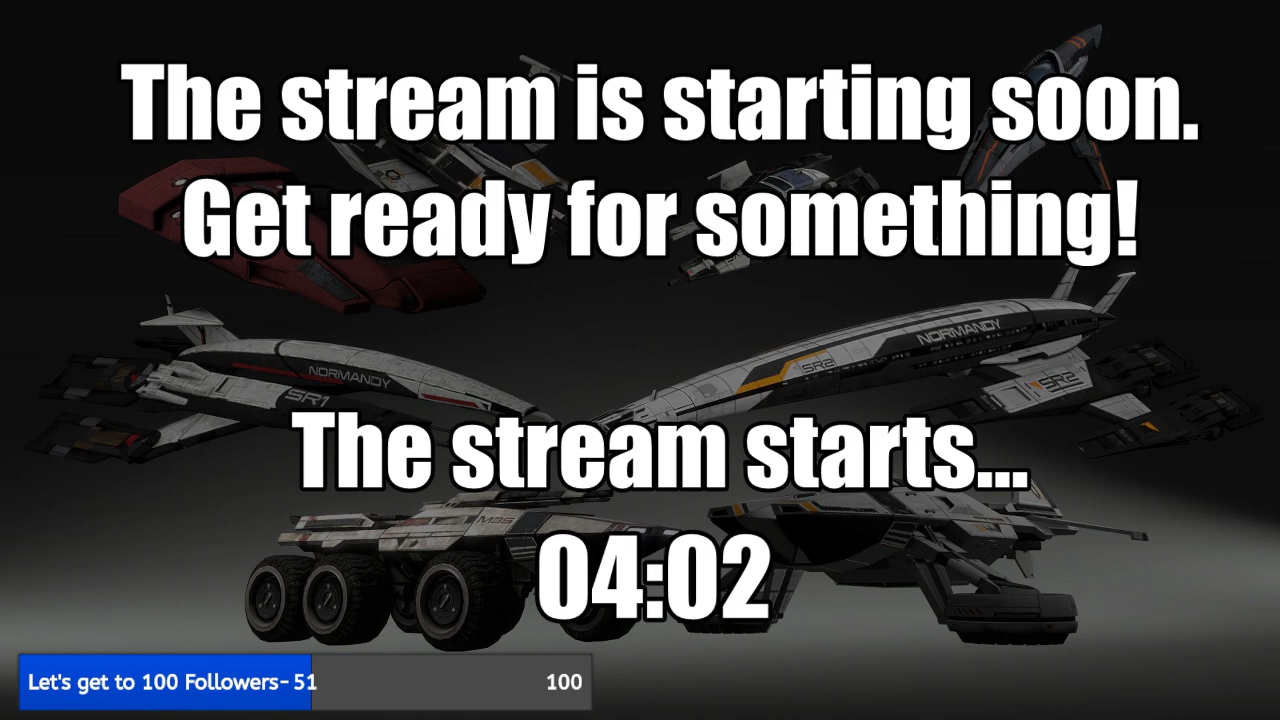 The stream is starting soon.
Get ready for something!
NORMANDY
SR2
SR2
NORMANDY
SR1
The stream starts...
M35
04:02
Let's get to 100 Followers- 51
100